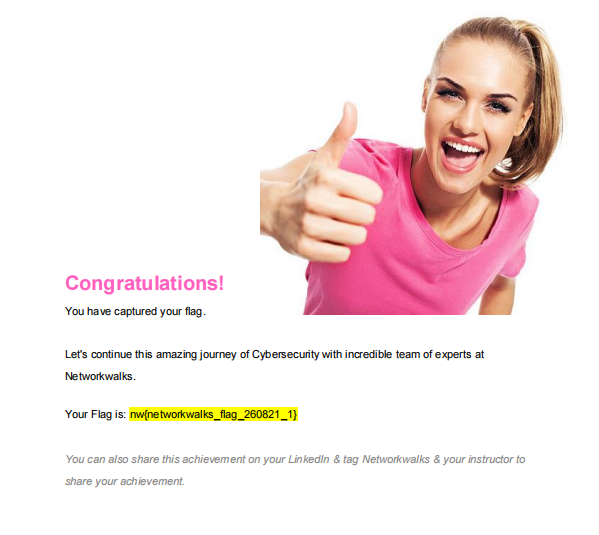 Congratulations!
You have captured your flag.
Let's continue this amazing journey of Cybersecurity with incredible team of experts at
Networkwalks.
Your Flag is: nw{networkwalks_flag_260821_1}
You can also share this achievement on your LinkedIn & tag Networkwalks & your instructor to
share your achievement.